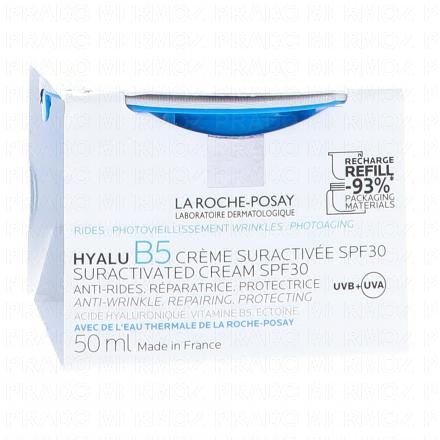 RECHARGE
REFILL
-93%*
PACKAGING
MATERIALS
LA ROCHE-POSAY
LABORATOIRE DERMATOLOGIQUE
RIDES . PHOTOVIEILLISSEMENT WRINKLES . PHOTOAGING
HYALU B5 CRÈME SURACTIVÉE SPF30
SURACTIVATED CREAM SPF30
ANTI-RIDES, RÉPARATRICE, PROTECTRICE
ANTI-WRINKLE, REPAIRING, PROTECTING
UVB+UVA
ACIDE HYALURONIQUE, VITAMINE B5, ECTOÏNE
AVEC DE L'EAU THERMALE DE LA ROCHE-POSAY
50 ml Made in France